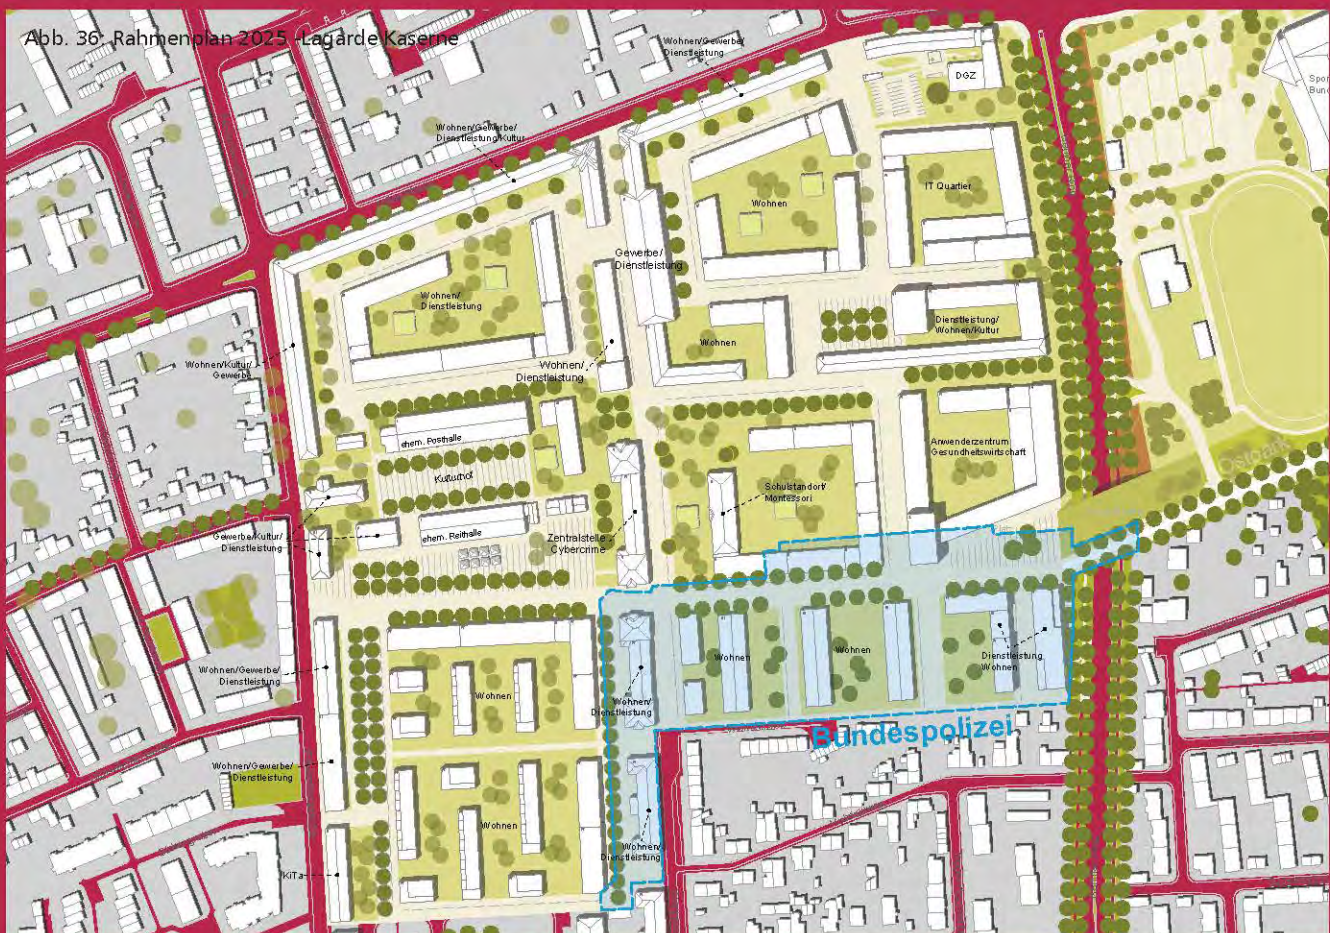 Abb. 36: Rahmenplan 2025 -Lagarde Kaserne
Wohnen/Gewerbe/
Dienstleistung
DGZ
Wohnen/Gewerbe/
Dienstleistung/Kultur
IT Quartier
Wohnen
Gewerbe/
Dienstleistung
Wohnen/
Dienstleistung
Dienstleistung/
Wohnen/Kultur
Wohnen
Wohnen/Kultur/
Gewerbe
Wohnen/
Dienstleistung
ehem. Posthalle
Anwenderzentrum
Gesundheitswirtschaft
Ostpark
Kulturhof
Schulstandort/
Montessori
Gewerbe/Kultur/
Dienstleistung
ehem. Reithalle
Zentralstelle
Cybercrime
Wohnen
Wohnen
Dienstleistung
Wohnen
Wohnen/Gewerbe/
Dienstleistung
Wohnen
Wohnen/
Dienstleistung
Bundespolizei
Wohnen/Gewerbe/
Dienstleistung
Wohnen
Wohnen/
Dienstleistung
KiTa